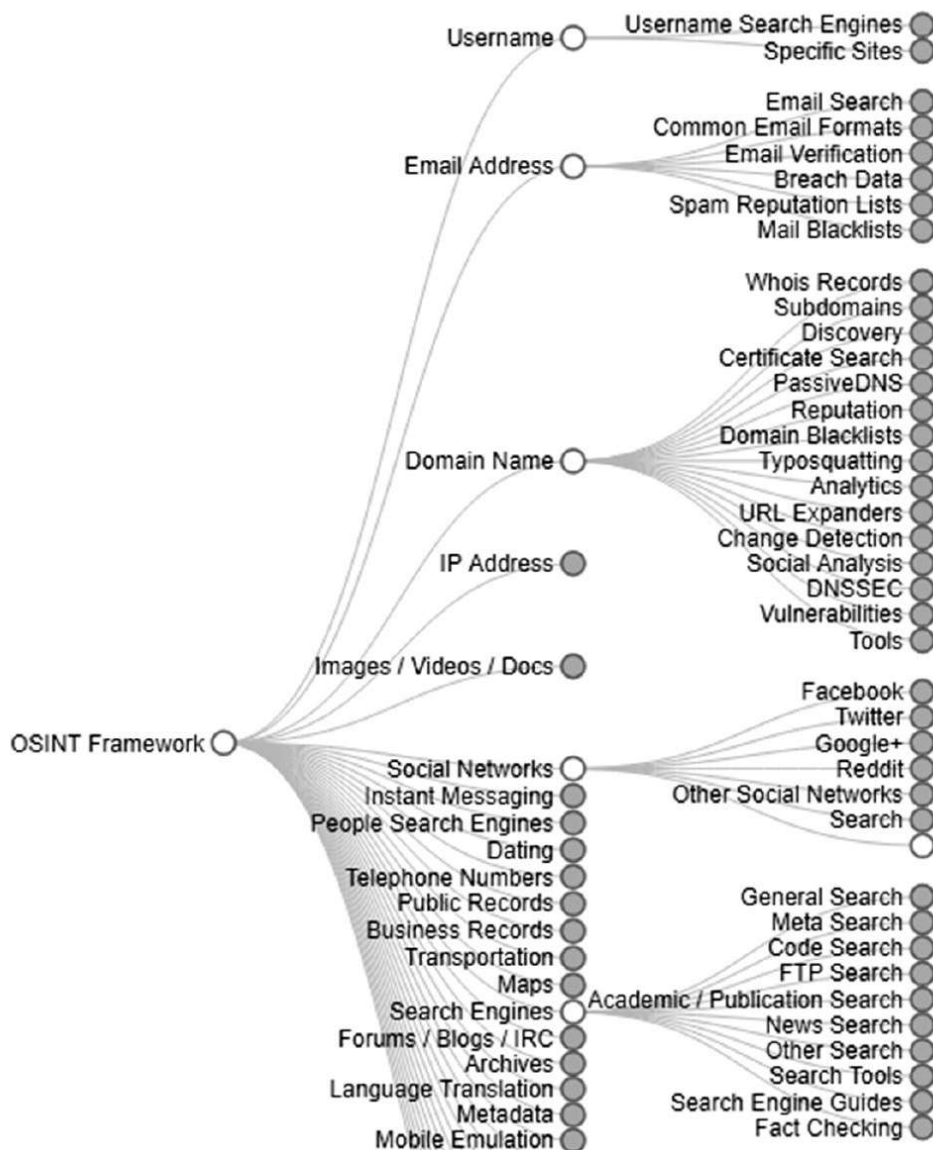 OSINT Framework
Username
Username Search Engines
Specific Sites
Email Address
Email Search
Common Email Formats
Email Verification
Breach Data
Spam Reputation Lists
Mail Blacklists
Domain Name
Whois Records
Subdomains
Discovery
Certificate Search
PassiveDNS
Reputation
Domain Blacklists
Typosquatting
Analytics
URL Expanders
Change Detection
Social Analysis
DNSSEC
Vulnerabilities
Tools
IP Address
Images / Videos / Docs
Social Networks
Facebook
Twitter
Google+
Reddit
Other Social Networks
Search
Instant Messaging
People Search Engines
Dating
Telephone Numbers
Public Records
Business Records
Transportation
Maps
Search Engines
General Search
Meta Search
Code Search
FTP Search
Academic / Publication Search
News Search
Other Search
Search Tools
Search Engine Guides
Fact Checking
Forums / Blogs / IRC
Archives
Language Translation
Metadata
Mobile Emulation